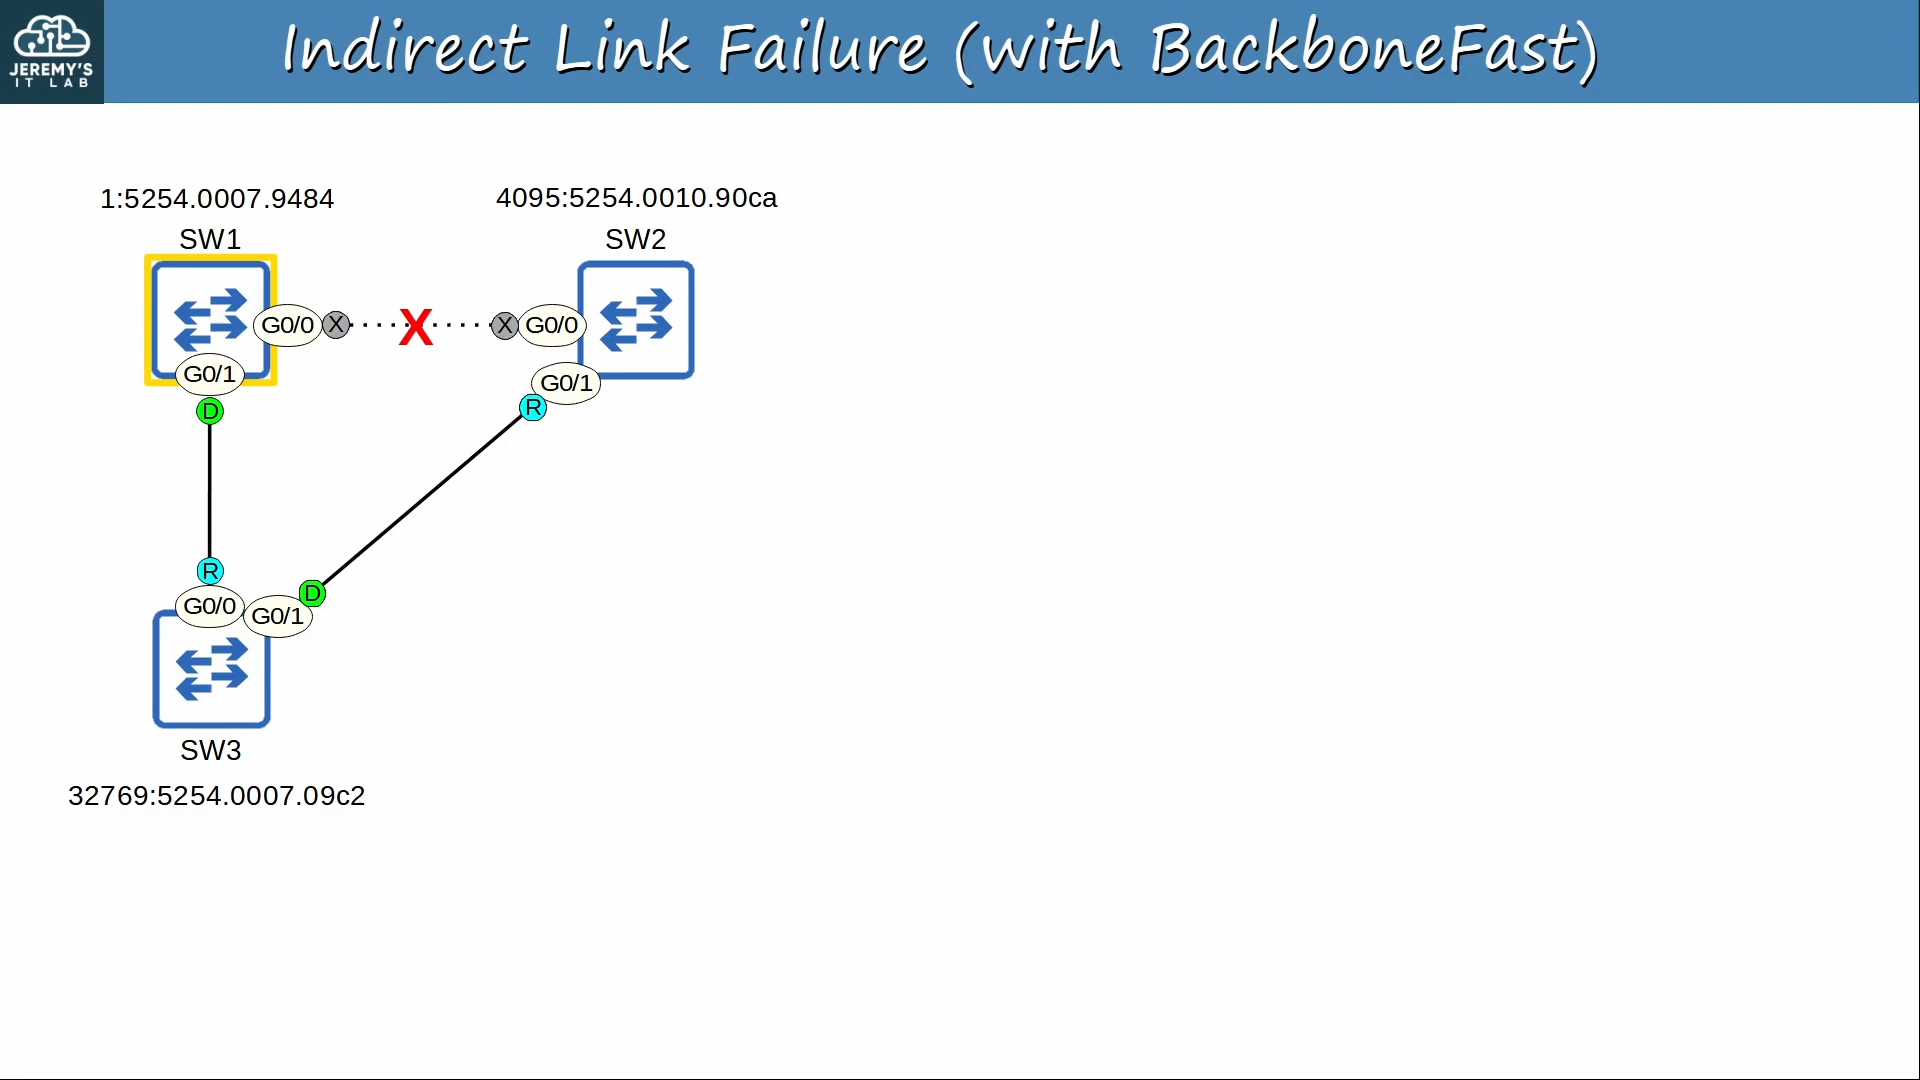 JEREMY'S
IT LAB
Indirect Link Failure (with BackboneFast)
1:5254.0007.9484
4095:5254.0010.90ca
SW1
SW2
G0/0
X
X
X
G0/0
G0/1
G0/1
D
R
R
D
G0/0
G0/1
SW3
32769:5254.0007.09c2